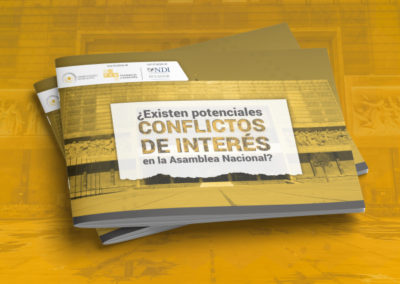 NDI
¿Existen potenciales
CONFLICTOS
DE INTERÉS
en la Asamblea Nacional?